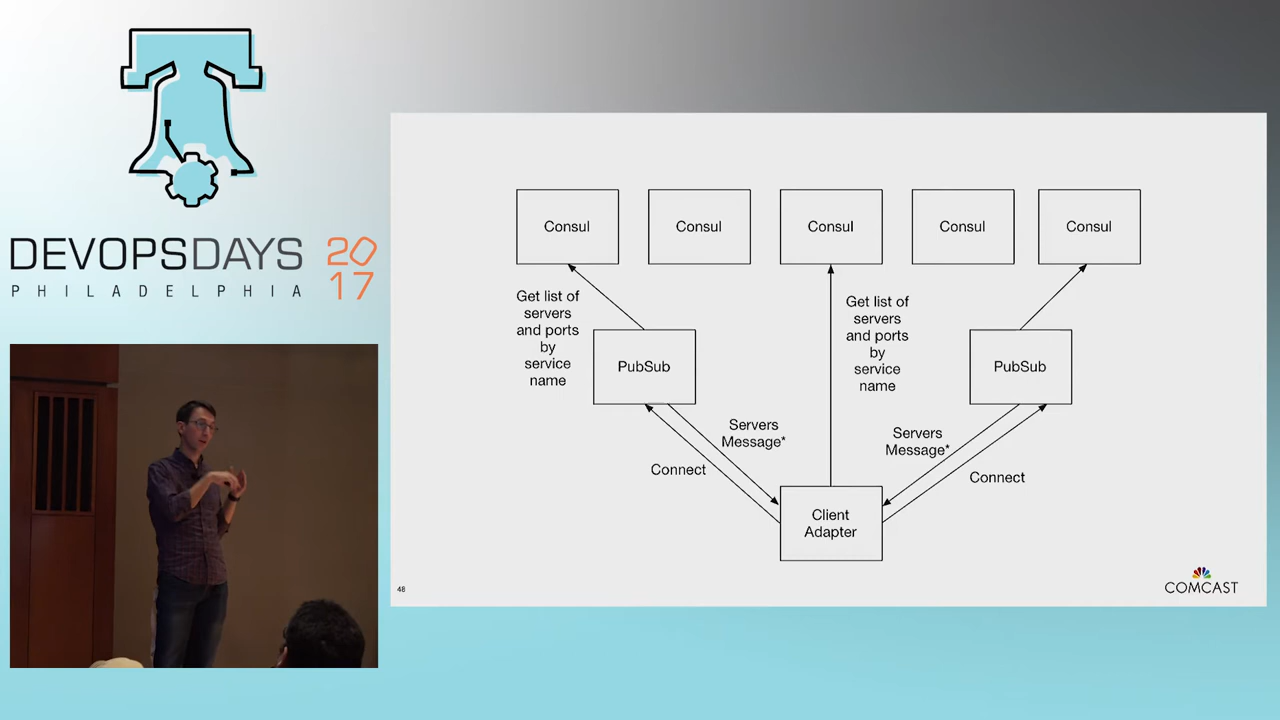 DEVOPSDAYS
PHILADELPHIA
20
17
Consul
Consul
Consul
Consul
Consul
Get list of
servers
and ports
by
service
name
Get list of
servers
and ports
by
service
name
PubSub
PubSub
Servers
Message*
Connect
Servers
Message*
Connect
Client
Adapter
48
COMCAST